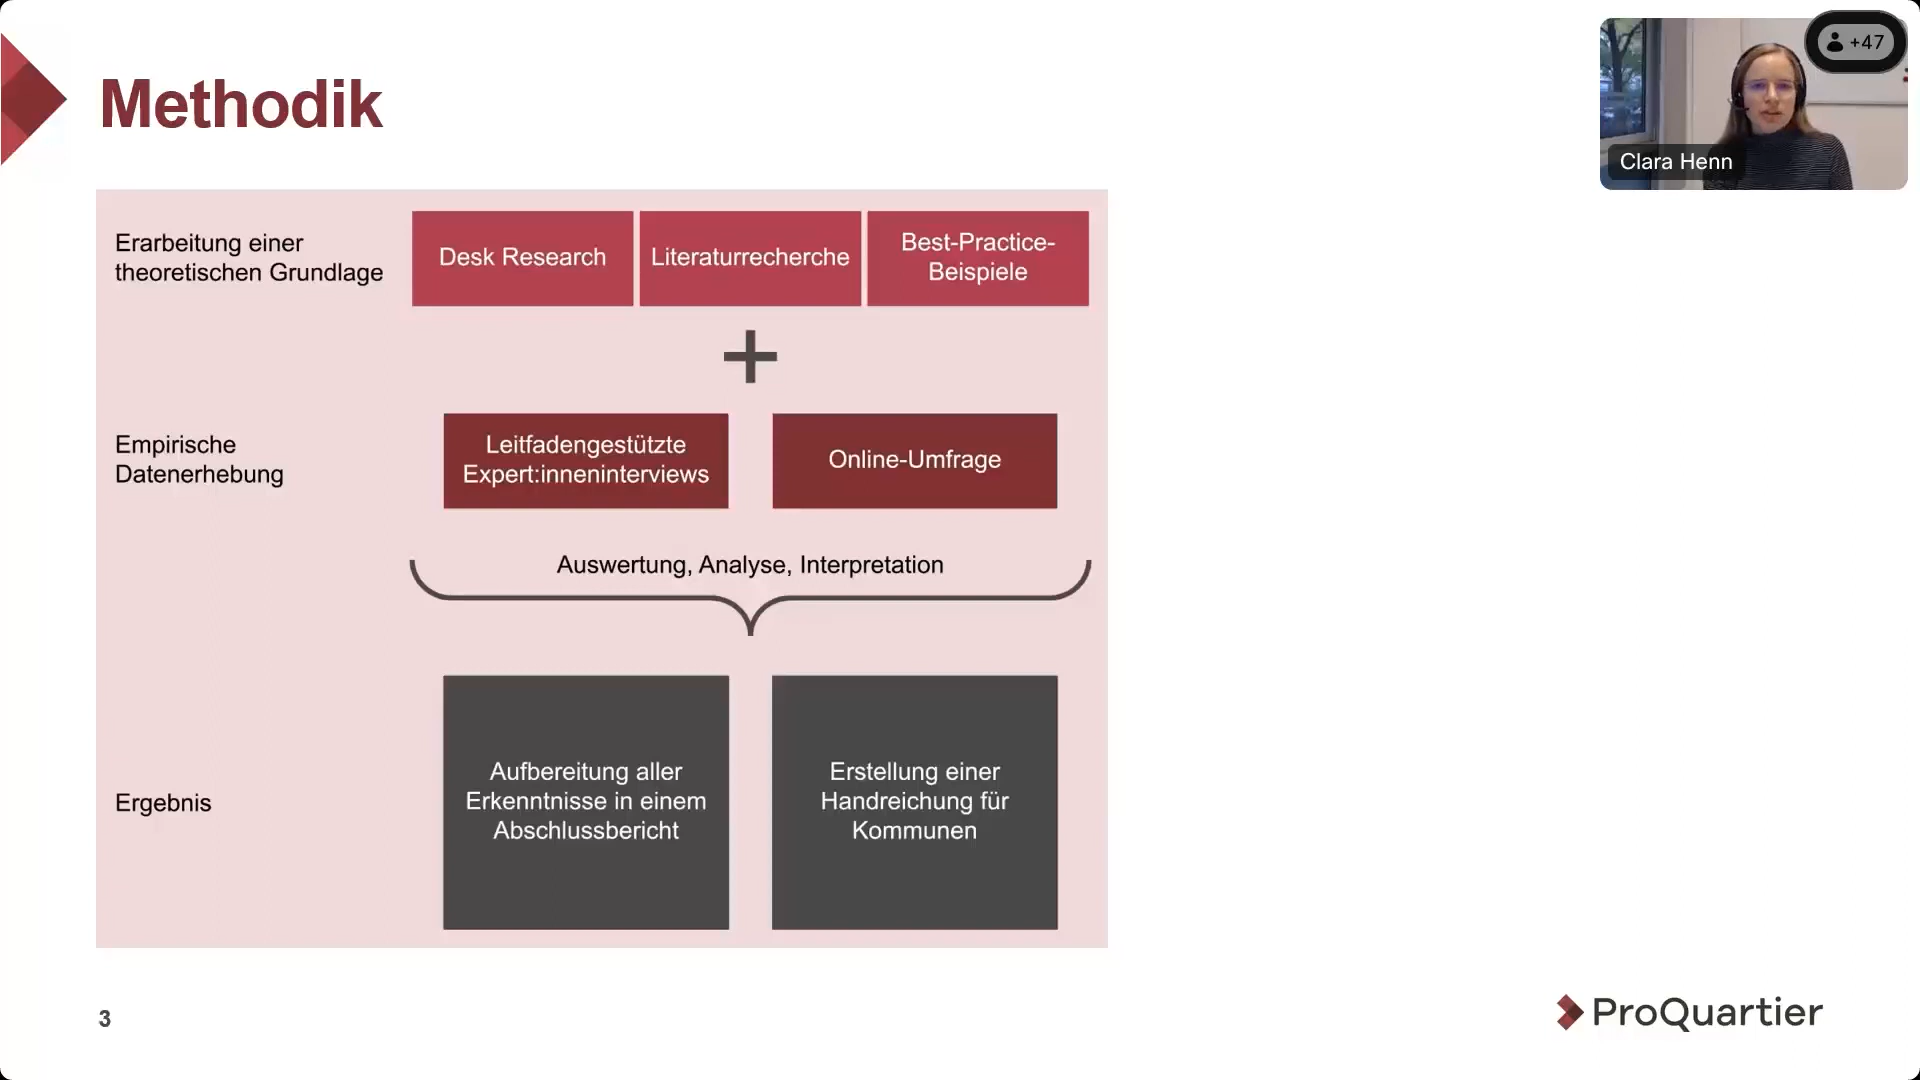 Methodik
+47
Clara Henn
Erarbeitung einer
theoretischen Grundlage
Desk Research
Literaturrecherche
Best-Practice-
Beispiele
+
Empirische
Datenerhebung
Leitfadengestützte
Expert:inneninterviews
Online-Umfrage
Auswertung, Analyse, Interpretation
Ergebnis
Aufbereitung aller
Erkenntnisse in einem
Abschlussbericht
Erstellung einer
Handreichung für
Kommunen
3
ProQuartier